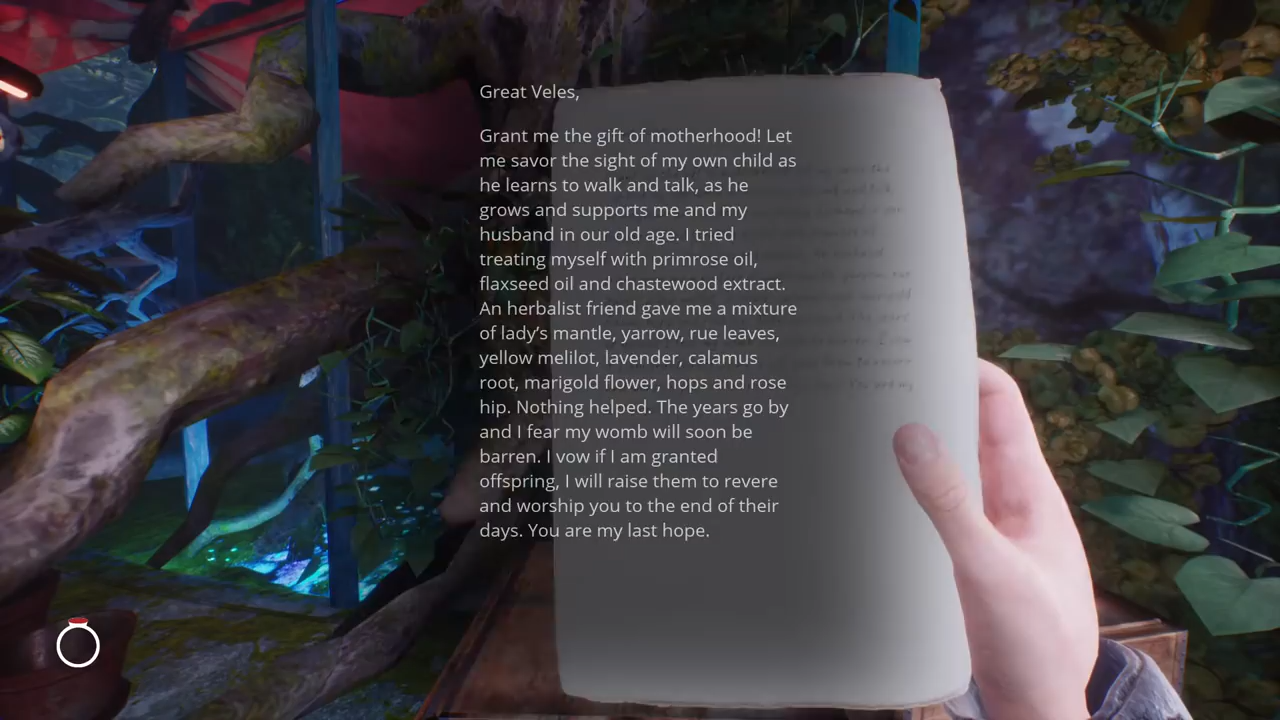 Great Veles,
Grant me the gift of motherhood! Let
me savor the sight of my own child as
he learns to walk and talk, as he
grows and supports me and my
husband in our old age. I tried
treating myself with primrose oil,
flaxseed oil and chastewood extract.
An herbalist friend gave me a mixture
of lady’s mantle, yarrow, rue leaves,
yellow melilot, lavender, calamus
root, marigold flower, hops and rose
hip. Nothing helped. The years go by
and I fear my womb will soon be
barren. I vow if I am granted
offspring, I will raise them to revere
and worship you to the end of their
days. You are my last hope.